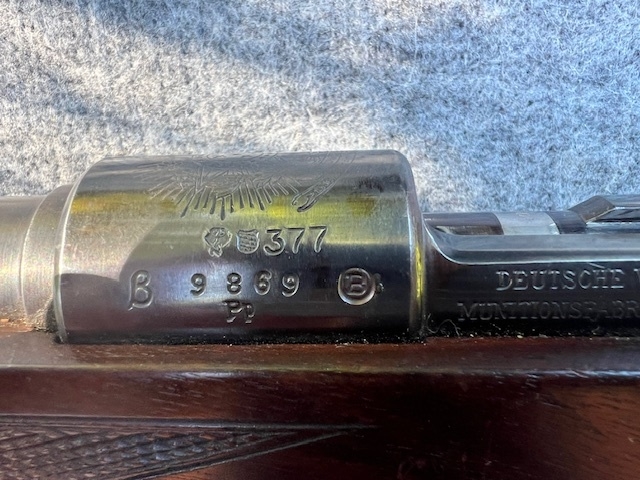 377
β 9869 B
Pp
DEUTSCHE
MUNITIONSFABR